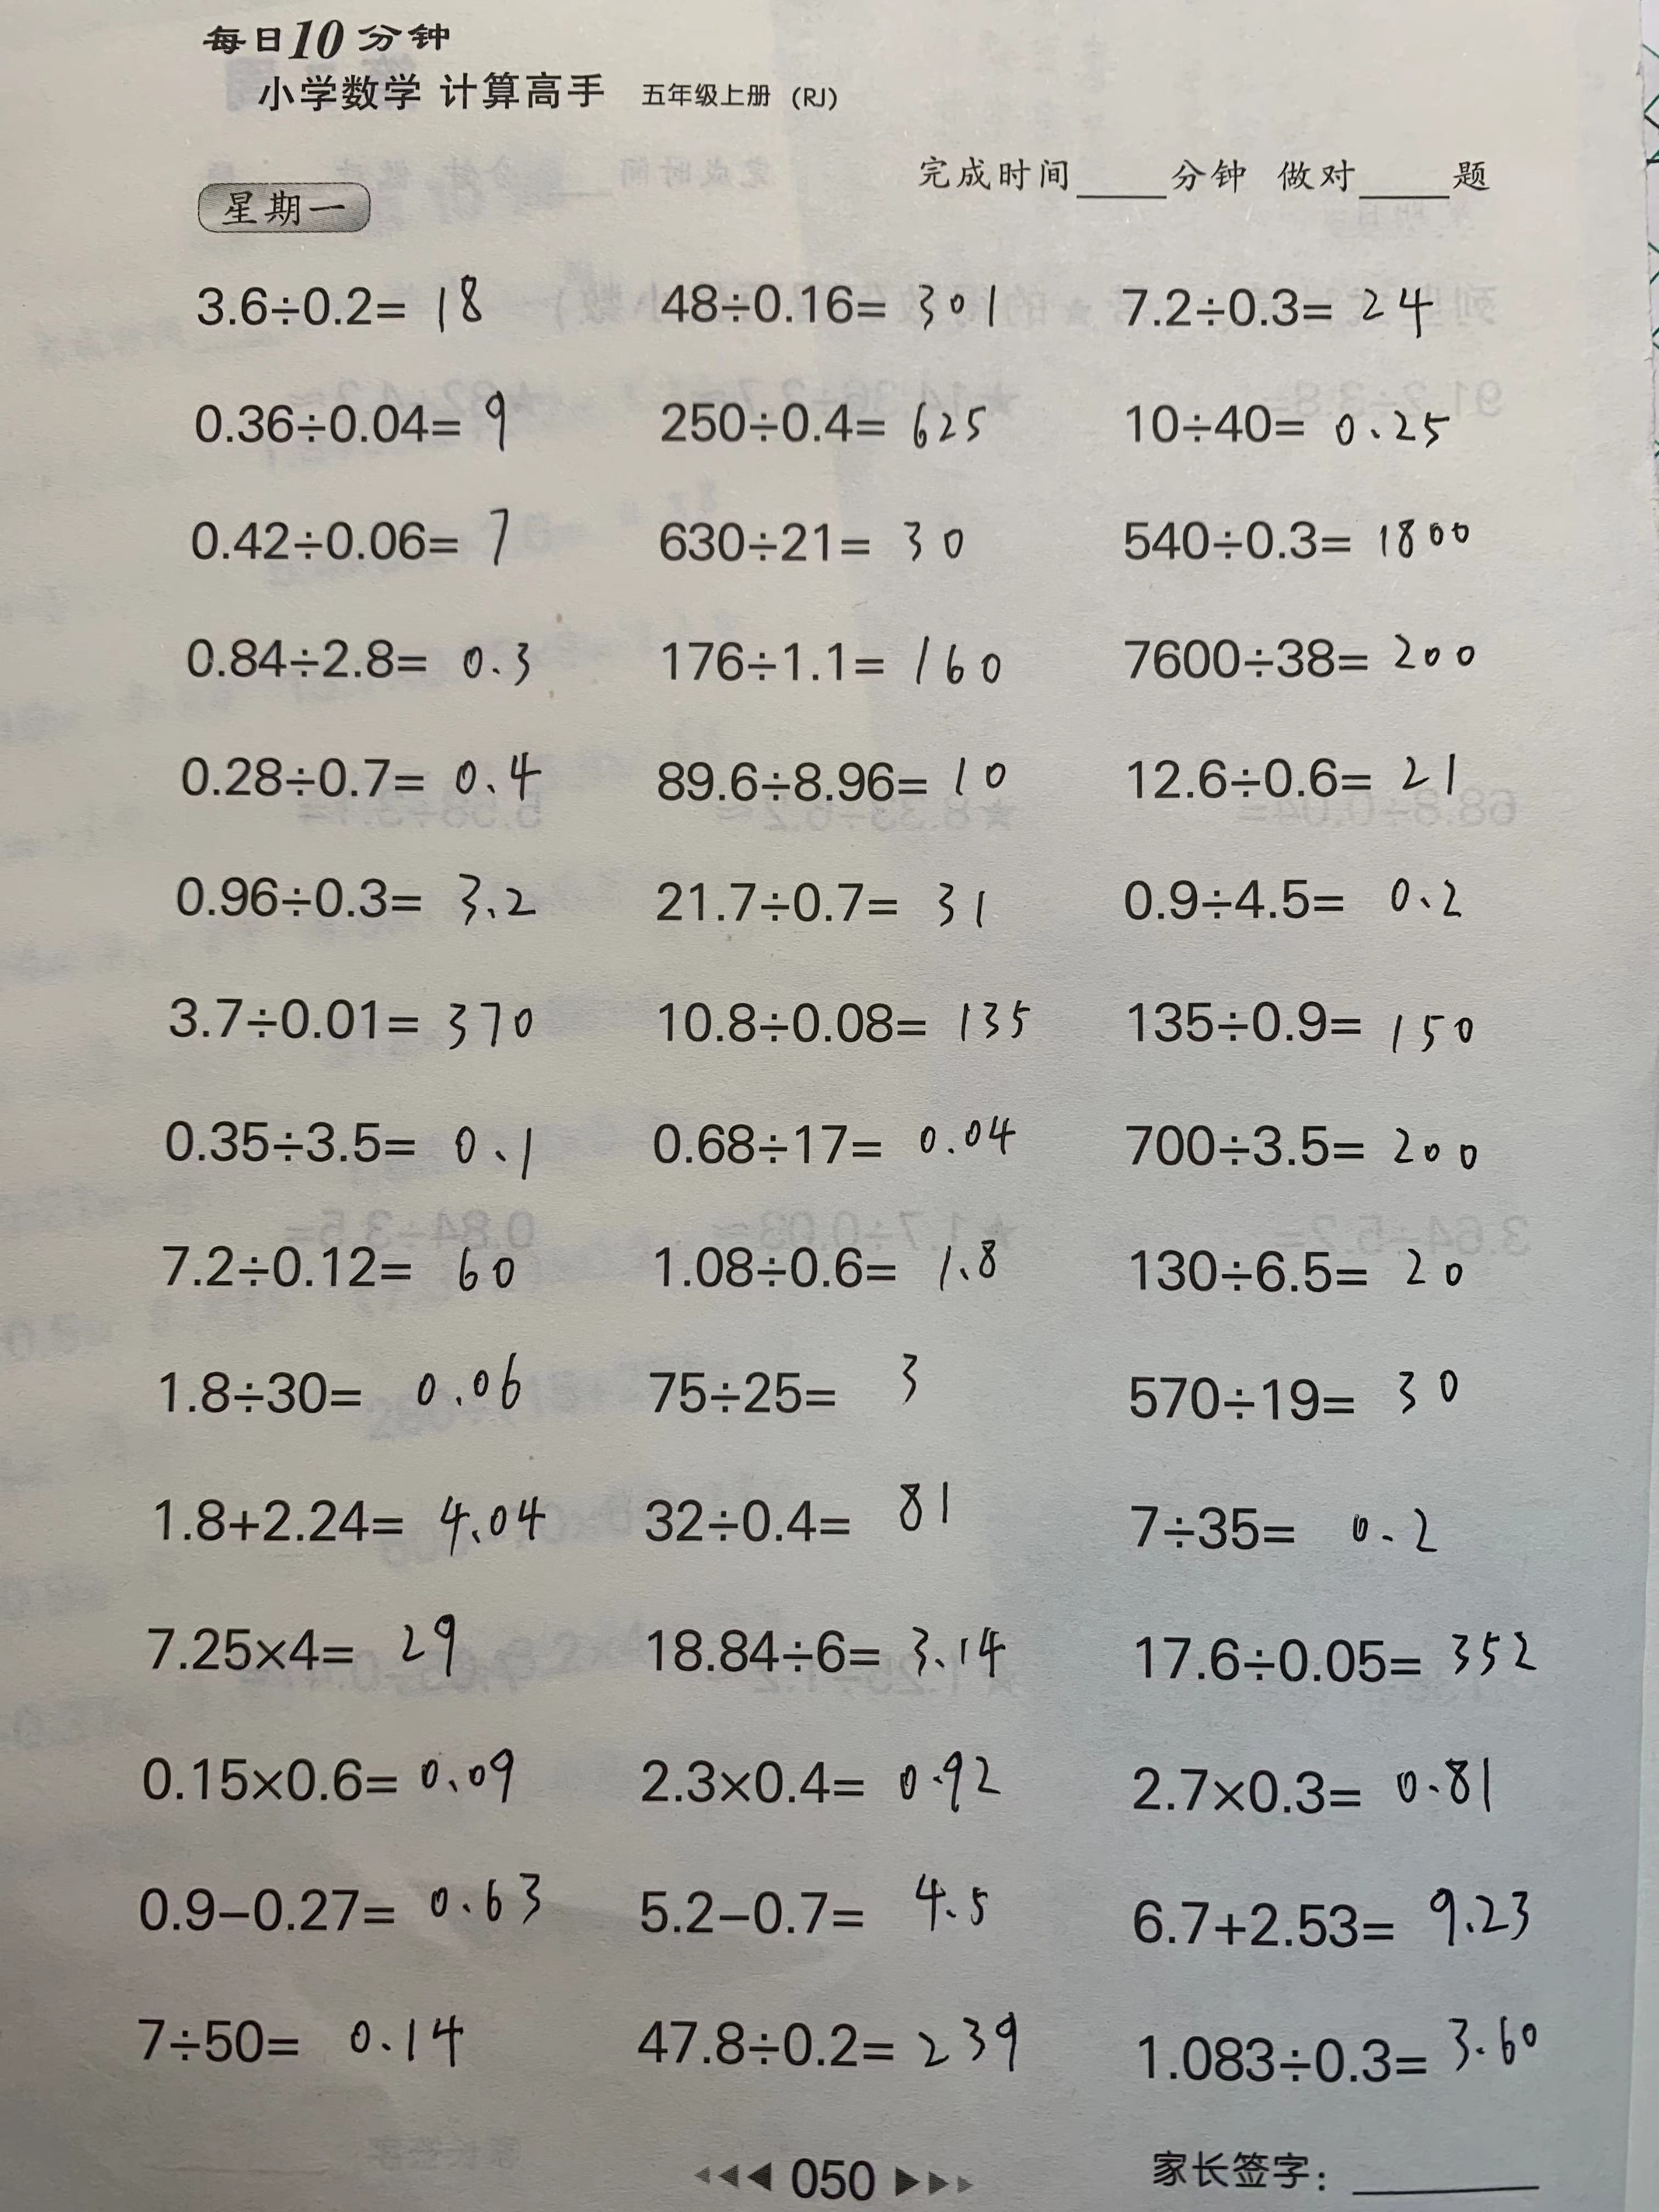 每日10分钟
小学数学 计算高手 五年级上册 (RJ)
完成时间____分钟 做对____题
星期一
3.6÷0.2= 18 48÷0.16= 301 7.2÷0.3= 24
0.36÷0.04= 9 250÷0.4= 625 10÷40= 0.25
0.42÷0.06= 7 630÷21= 30 540÷0.3= 1800
0.84÷2.8= 0.3 176÷1.1= 160 7600÷38= 200
0.28÷0.7= 0.4 89.6÷8.96= 10 12.6÷0.6= 21
0.96÷0.3= 3.2 21.7÷0.7= 31 0.9÷4.5= 0.2
3.7÷0.01= 370 10.8÷0.08= 135 135÷0.9= 150
0.35÷3.5= 0.1 0.68÷17= 0.04 700÷3.5= 200
7.2÷0.12= 60 1.08÷0.6= 1.8 130÷6.5= 20
1.8÷30= 0.06 75÷25= 3 570÷19= 30
1.8+2.24= 4.04 32÷0.4= 81 7÷35= 0.2
7.25×4= 29 18.84÷6= 3.14 17.6÷0.05= 352
0.15×0.6= 0.09 2.3×0.4= 0.92 2.7×0.3= 0.81
0.9−0.27= 0.63 5.2−0.7= 4.5 6.7+2.53= 9.23
7÷50= 0.14 47.8÷0.2= 239 1.083÷0.3= 3.60
050
家长签字：____